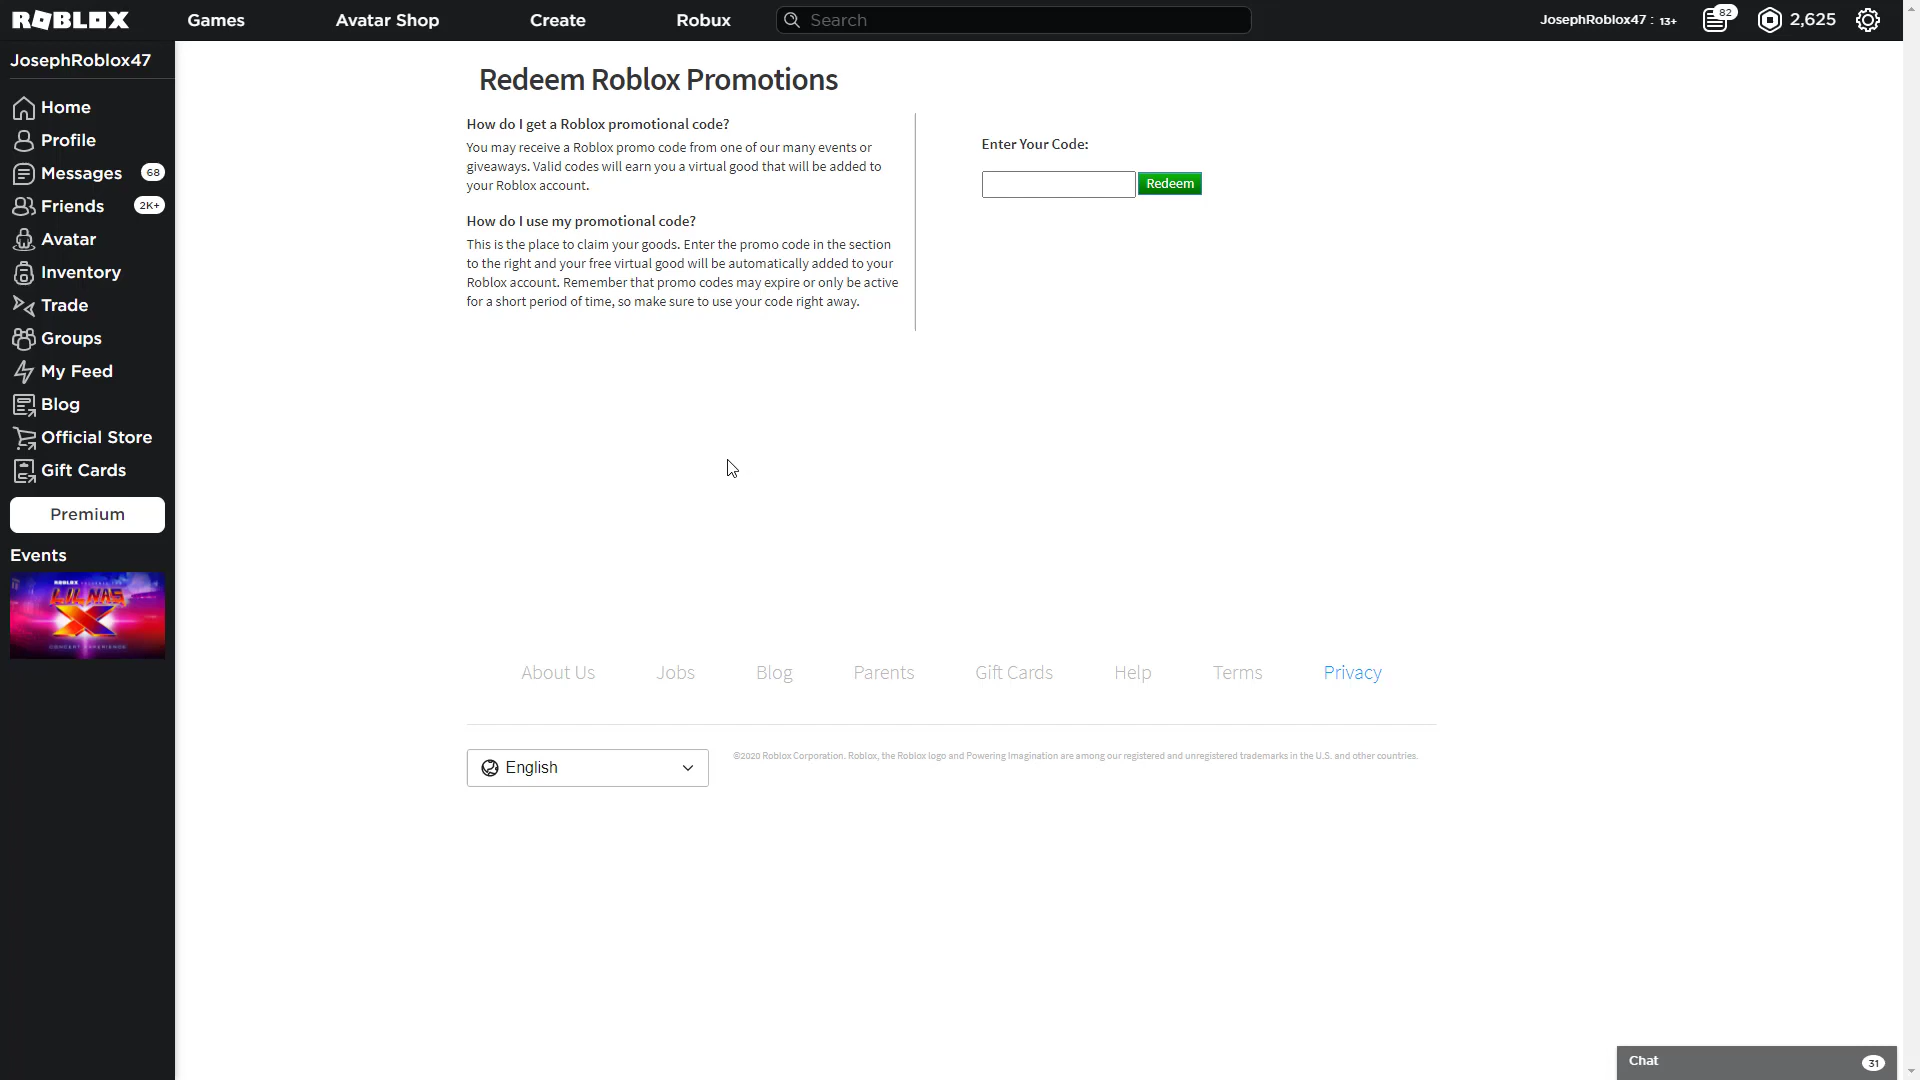 ROBLOX
Games
Avatar Shop
Create
Robux
Search
JosephRoblox47 : 13+
82
2,625
JosephRoblox47
Home
Profile
Messages 68
Friends 2K+
Avatar
Inventory
Trade
Groups
My Feed
Blog
Official Store
Gift Cards
Premium
Events
ROBLOX
LIL NAS
X
CONCERT EXPERIENCE
Redeem Roblox Promotions
How do I get a Roblox promotional code?
You may receive a Roblox promo code from one of our many events or
giveaways. Valid codes will earn you a virtual good that will be added to
your Roblox account.
How do I use my promotional code?
This is the place to claim your goods. Enter the promo code in the section
to the right and your free virtual good will be automatically added to your
Roblox account. Remember that promo codes may expire or only be active
for a short period of time, so make sure to use your code right away.
Enter Your Code:
Redeem
About Us
Jobs
Blog
Parents
Gift Cards
Help
Terms
Privacy
English
©2020 Roblox Corporation. Roblox, the Roblox logo and Powering Imagination are among our registered and unregistered trademarks in the U.S. and other countries.
Chat 31